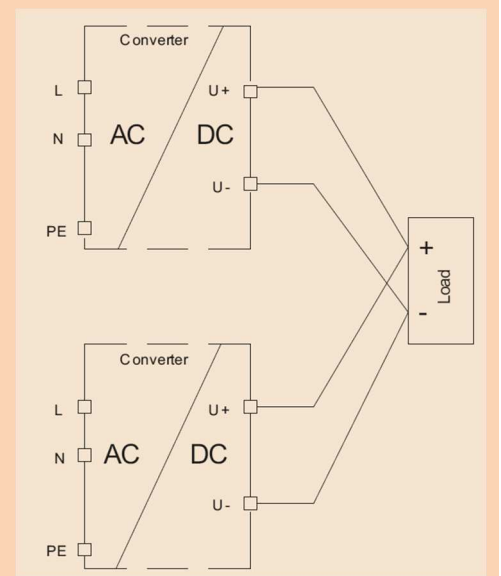 Converter
L
U+
N
AC
DC
U-
PE
+
Load
-
Converter
L
U+
N
AC
DC
U-
PE